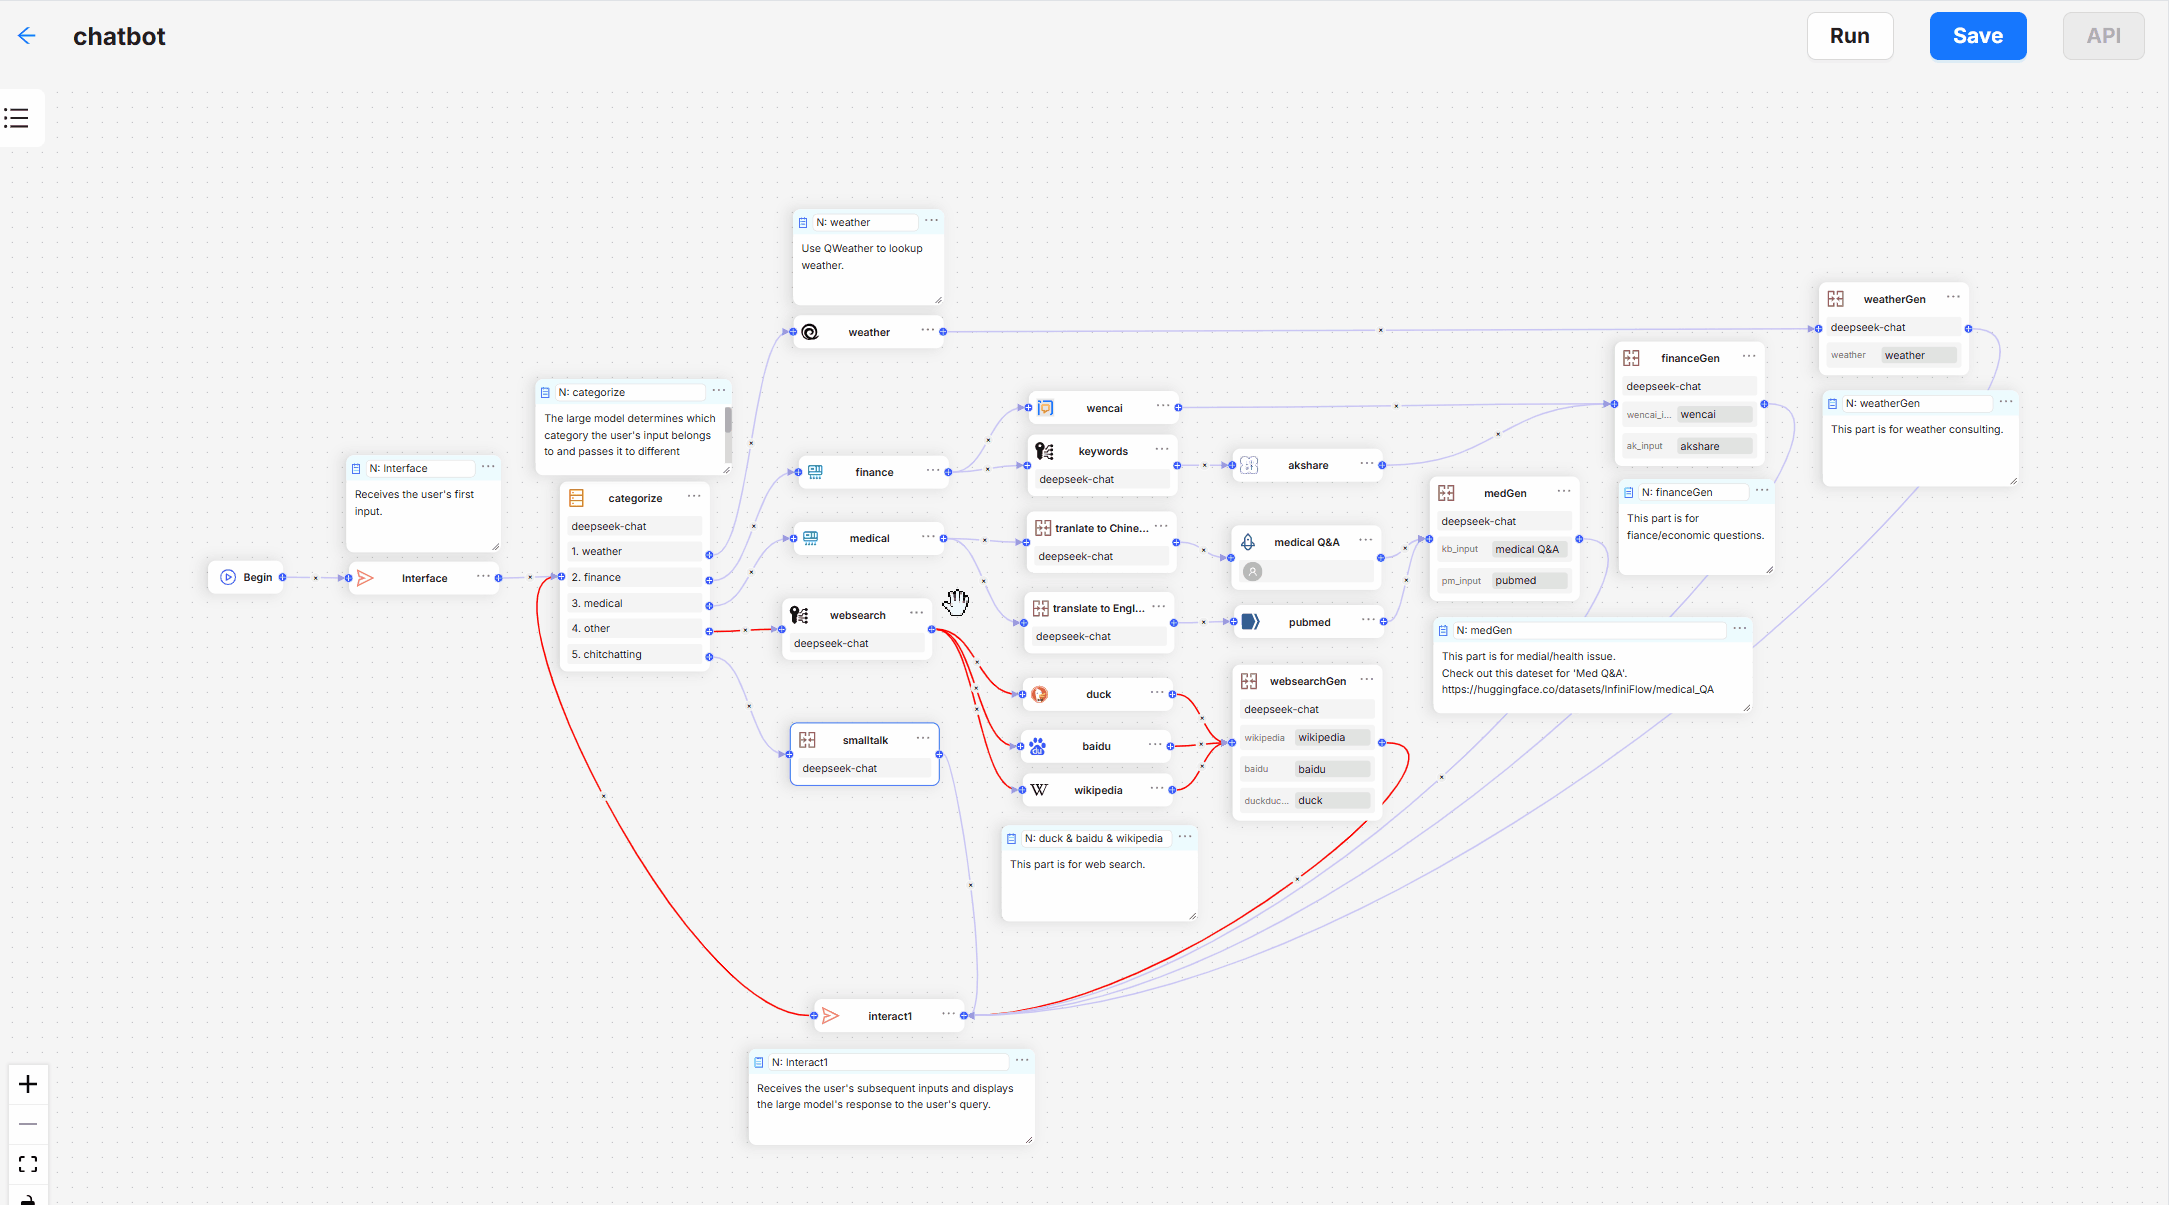 chatbot
Run
Save
API
N: weather
Use QWeather to lookup
weather.
weather
weatherGen
deepseek-chat
weather
weather
N: weatherGen
This part is for weather consulting.
financeGen
deepseek-chat
wencai_i...
wencai
ak_input
akshare
N: financeGen
This part is for
fiance/economic questions.
N: categorize
The large model determines which
category the user's input belongs
to and passes it to different
categorize
deepseek-chat
1. weather
2. finance
3. medical
4. other
5. chitchatting
N: Interface
Receives the user's first
input.
Begin
Interface
finance
medical
wencai
keywords
deepseek-chat
akshare
tranlate to Chine...
deepseek-chat
medical Q&A
translate to Engl...
deepseek-chat
pubmed
medGen
deepseek-chat
kb_input
medical Q&A
pm_input
pubmed
N: medGen
This part is for medial/health issue.
Check out this dateset for 'Med Q&A'.
https://huggingface.co/datasets/InfiniFlow/medical_QA
websearch
deepseek-chat
duck
baidu
du
W
wikipedia
websearchGen
deepseek-chat
wikipedia
wikipedia
baidu
baidu
duckduc...
duck
smalltalk
deepseek-chat
N: duck & baidu & wikipedia
This part is for web search.
interact1
N: Interact1
Receives the user's subsequent inputs and displays
the large model's response to the user's query.